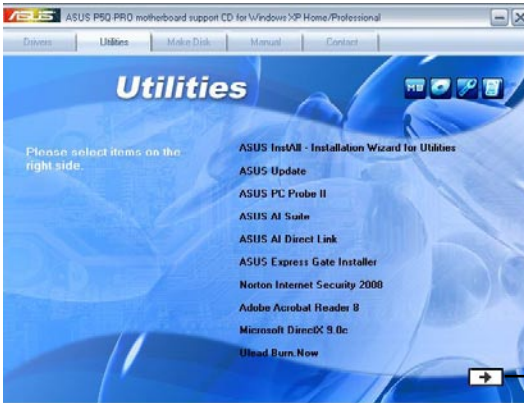 ASUS P5Q PRO motherboard support CD for Windows XP Home/Professional
Drivers Utilities Make Disk Manual Contact
Utilities
Please select items on the
right side.
ASUS InstAll - Installation Wizard for Utilities
ASUS Update
ASUS PC Probe II
ASUS AI Suite
ASUS AI Direct Link
ASUS Express Gate Installer
Norton Internet Security 2008
Adobe Acrobat Reader 8
Microsoft DirectX 9.0c
Ulead Burn.Now